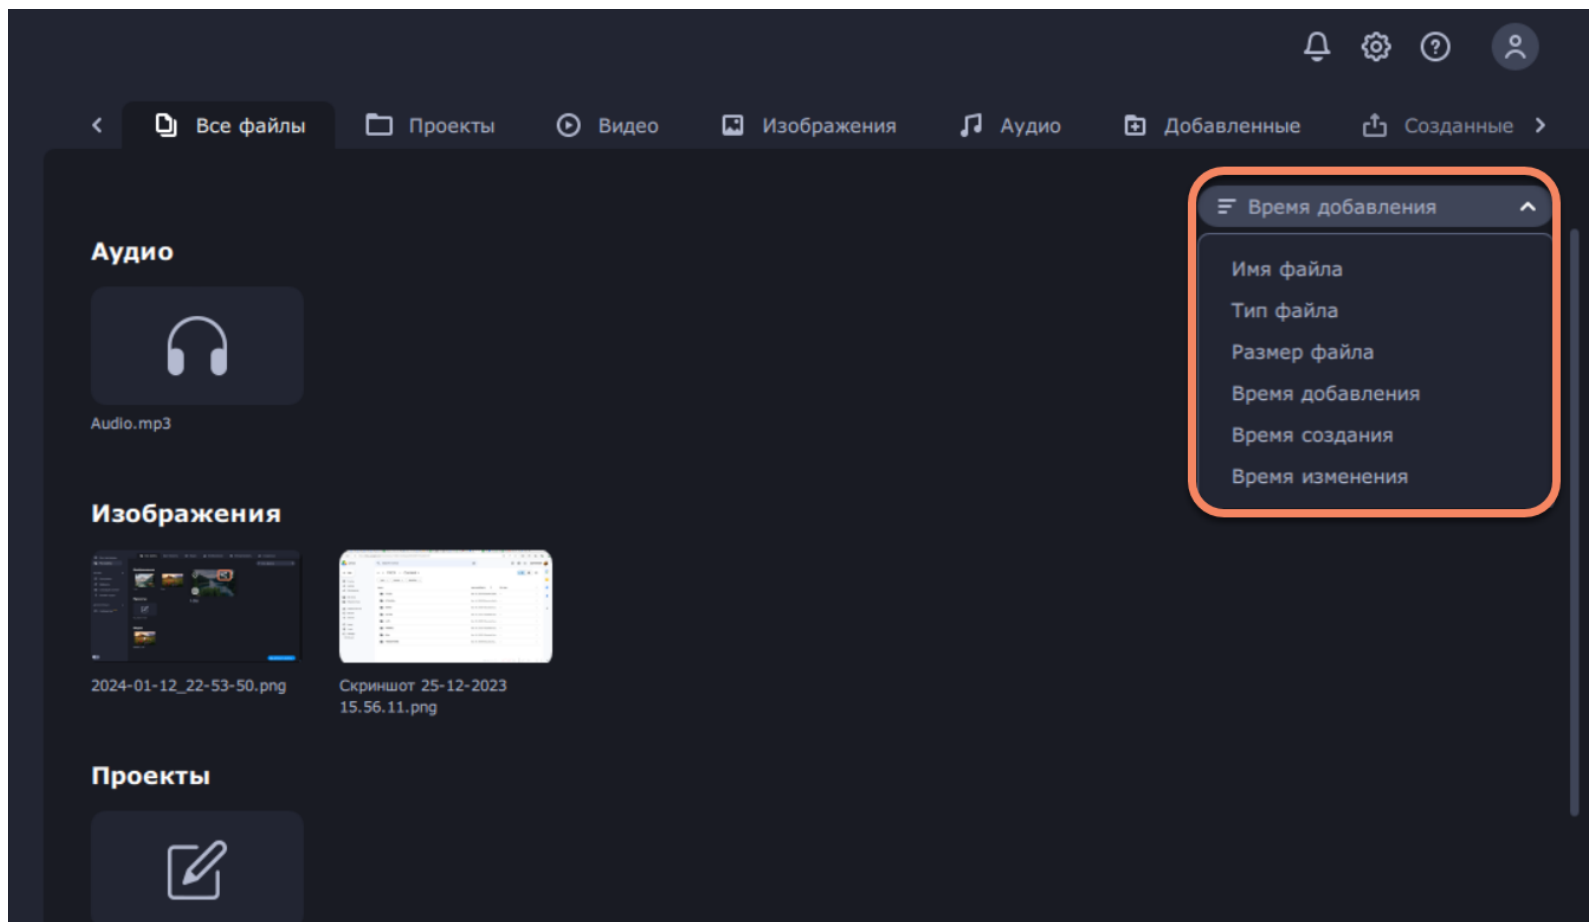 Все файлы
Проекты
Видео
Изображения
Аудио
Добавленные
Созданные
Время добавления
Имя файла
Тип файла
Размер файла
Время добавления
Время создания
Время изменения
Аудио
Audio.mp3
Изображения
2024-01-12_22-53-50.png
Скриншот 25-12-2023
15.56.11.png
Проекты